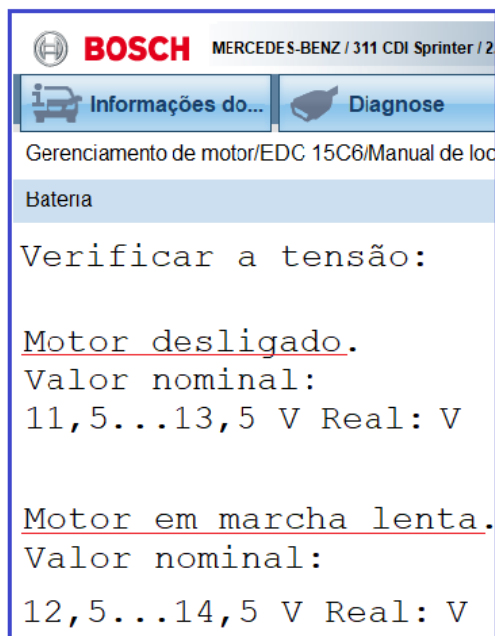 BOSCH MERCEDES-BENZ / 311 CDI Sprinter / 2
Informações do... Diagnose
Gerenciamento de motor/EDC 15C6/Manual de loc
Bateria
Verificar a tensão:
Motor desligado.
Valor nominal:
11,5...13,5 V Real: V
Motor em marcha lenta.
Valor nominal:
12,5...14,5 V Real: V